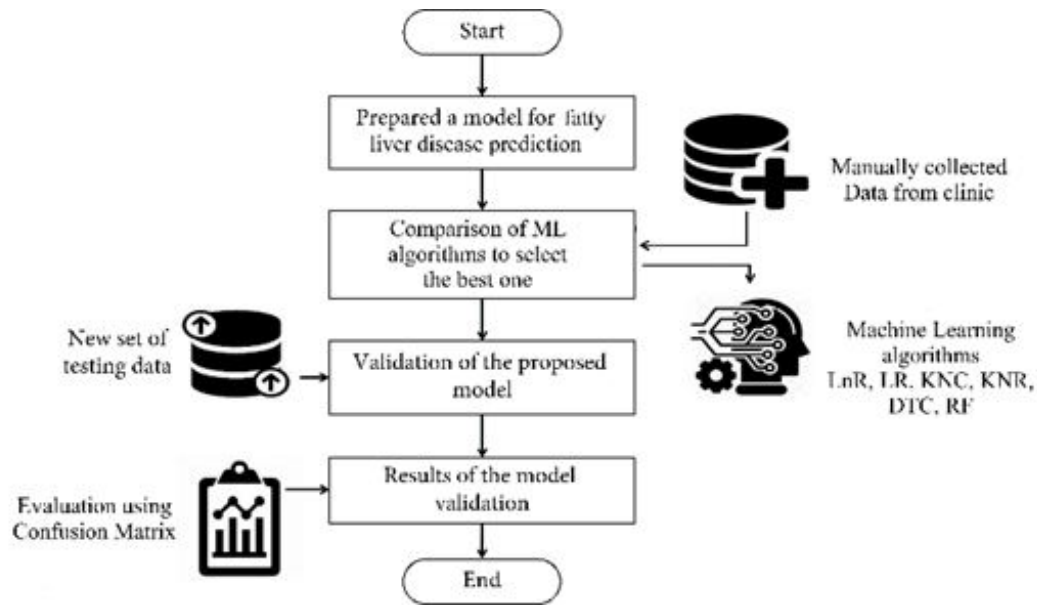 Start
Prepared a model for fatty
liver disease prediction
Manually collected
Data from clinic
Comparison of ML
algorithms to select
the best one
New set of
testing data
Validation of the proposed
model
Machine Learning
algorithms
LnR, LR, KNC, KNR,
DTC, RF
Results of the model
validation
Evaluation using
Confusion Matrix
End